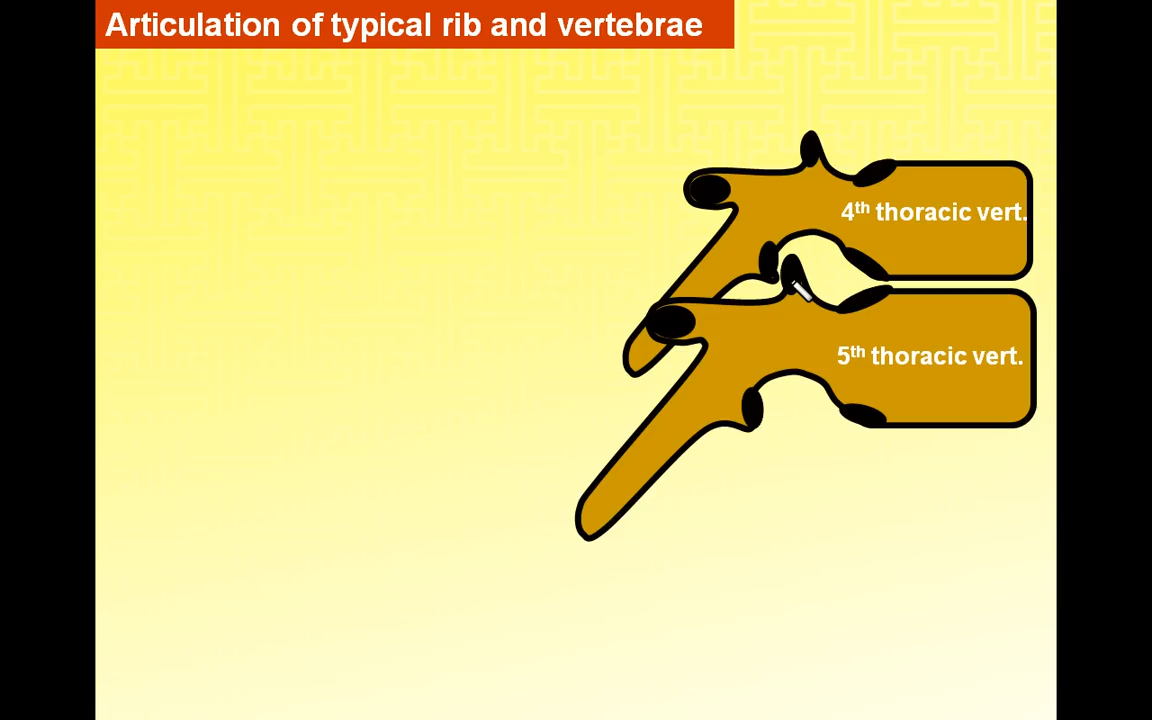 Articulation of typical rib and vertebrae
4th thoracic vert.
5th thoracic vert.